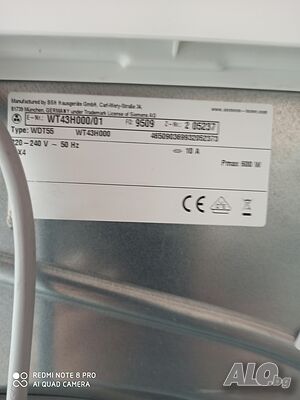 Manufactured by BSH Hausgeräte GmbH, Carl-Wery-Straße 34,
81739 München, GERMANY under Trademark License of Siemens AG
E-Nr.: WT43H000/01 FD: 9509 Z-Nr.: 2 05237
Type: WDT55 WT43H000
220-240 V ~ 50 Hz 10 A
X4 Pmax 600 W
CE
REDMI NOTE 8 PRO
AI QUAD CAMERA
ALO.bg